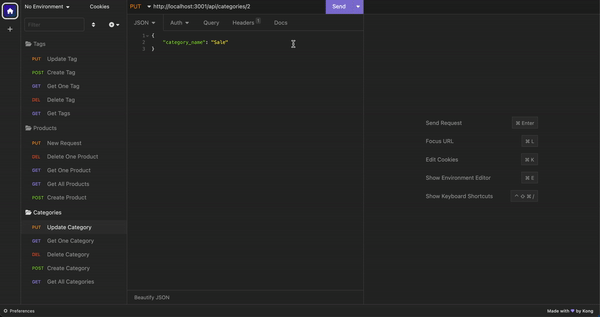 No Environment
Cookies
PUT http://localhost:3001/api/categories/2
Send
Filter
JSON
Auth
Query
Headers 1
Docs
1 {
2 "category_name": "Sale"
3 }
Tags
PUT Update Tag
POST Create Tag
GET Get One Tag
DEL Delete Tag
GET Get Tags
Products
PUT New Request
DEL Delete One Product
GET Get One Product
GET Get All Products
POST Create Product
Categories
PUT Update Category
GET Get One Category
DEL Delete Category
POST Create Category
GET Get All Categories
Send Request ⌘ Enter
Focus URL ⌘ L
Edit Cookies ⌘ K
Show Environment Editor ⌘ E
Show Keyboard Shortcuts ⌃ ⇧ ⌘ /
Beautify JSON
Preferences
Made with ♥ by Kong